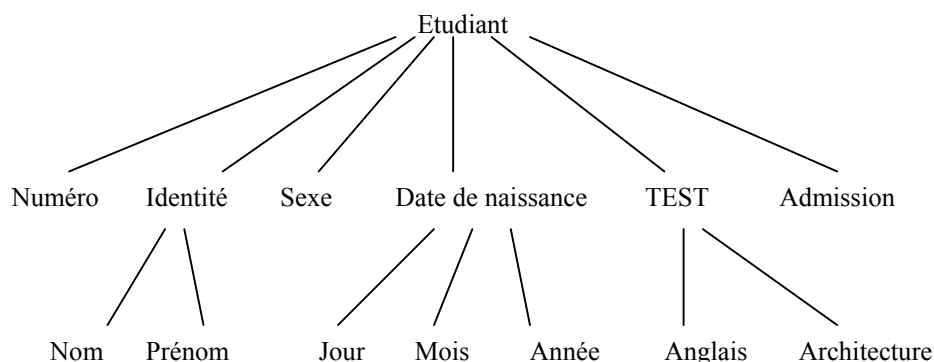 Etudiant
Numéro Identité Sexe Date de naissance TEST Admission
Nom Prénom Jour Mois Année Anglais Architecture